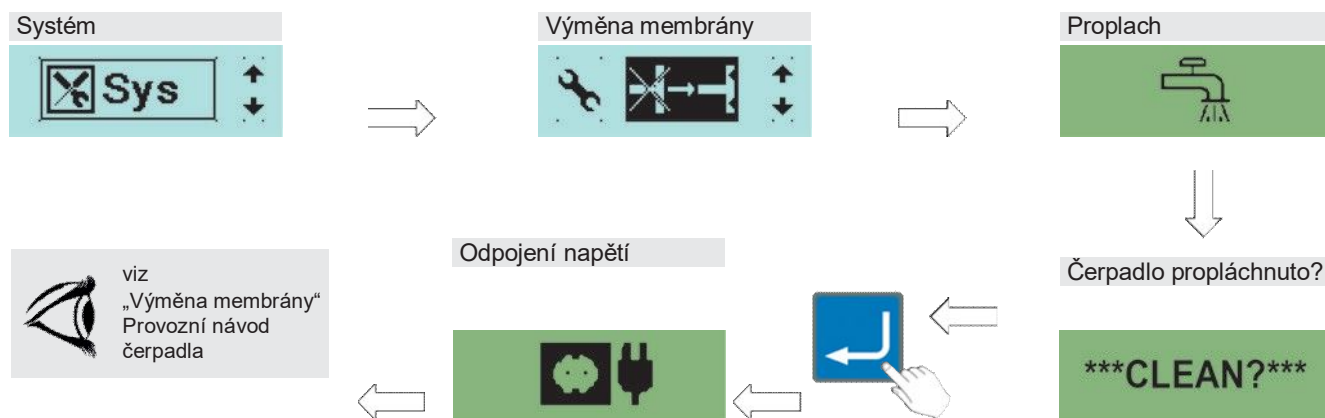 Systém
Sys
Výměna membrány
Proplach
Čerpadlo propláchnuto?
***CLEAN?***
Odpojení napětí
viz
„Výměna membrány“
Provozní návod
čerpadla